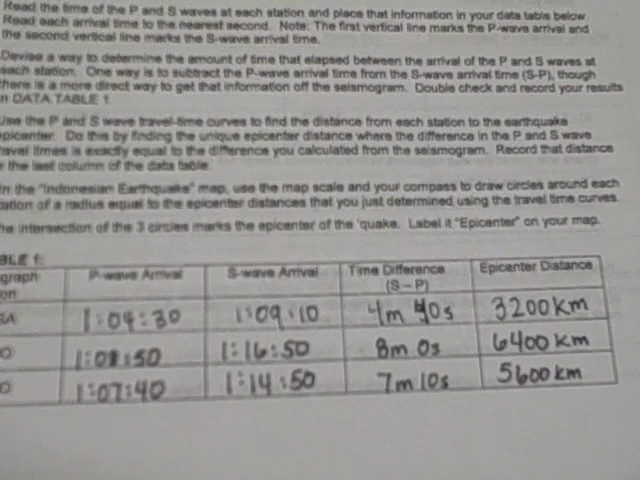 Read the time of the P and S waves at each station and place that information in your data table below.
Read each arrival time to the nearest second. Note: The first vertical line marks the P-wave arrival and
the second vertical line marks the S-wave arrival time.
Devise a way to determine the amount of time that elapsed between the arrival of the P and S waves at
each station. One way is to subtract the P-wave arrival time from the S-wave arrival time (S-P), though
there is a more direct way to get that information off the seismogram. Double check and record your results
n DATA TABLE 1.
Use the P and S wave travel-time curves to find the distance from each station to the earthquake
epicenter. Do this by finding the unique epicenter distance where the difference in the P and S wave
travel times is exactly equal to the difference you calculated from the seismogram. Record that distance
the last column of the data table.
n the "Indonesian Earthquake" map, use the map scale and your compass to draw circles around each
ation of a radius equal to the epicenter distances that you just determined using the travel time curves.
he intersection of the 3 circles marks the epicenter of the 'quake. Label it "Epicenter" on your map.
BLE 1:
graph P-wave Arrival S-wave Arrival Time Difference Epicenter Distance
on (S-P)
SA 1:04:30 1:09:10 4m 40s 3200 km
O 1:08:50 1:16:50 8m 0s 6400 km
O 1:07:40 1:14:50 7m 10s 5600 km